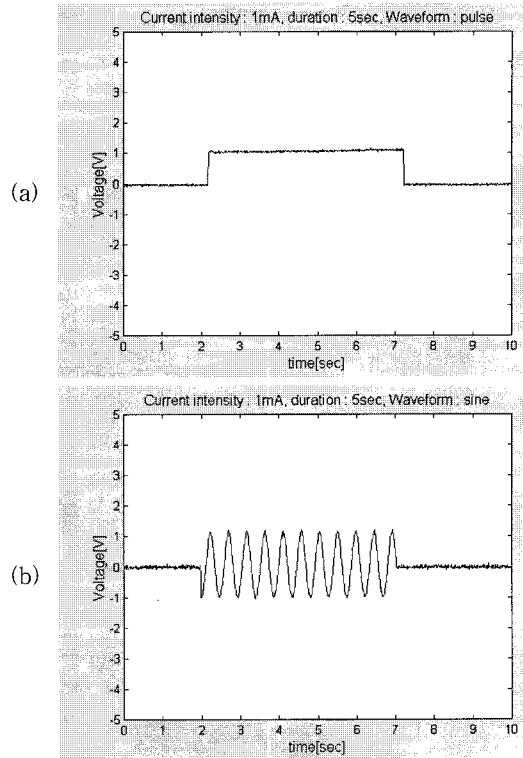 Current intensity : 1mA, duration : 5sec, Waveform : pulse
5
4
3
2
1
0
-1
-2
-3
-4
-5
Voltage[V]
(a)
0 1 2 3 4 5 6 7 8 9 10
time[sec]
Current intensity : 1mA, duration : 5sec, Waveform : sine
5
4
3
2
1
0
-1
-2
-3
-4
-5
Voltage[V]
(b)
0 1 2 3 4 5 6 7 8 9 10
time[sec]